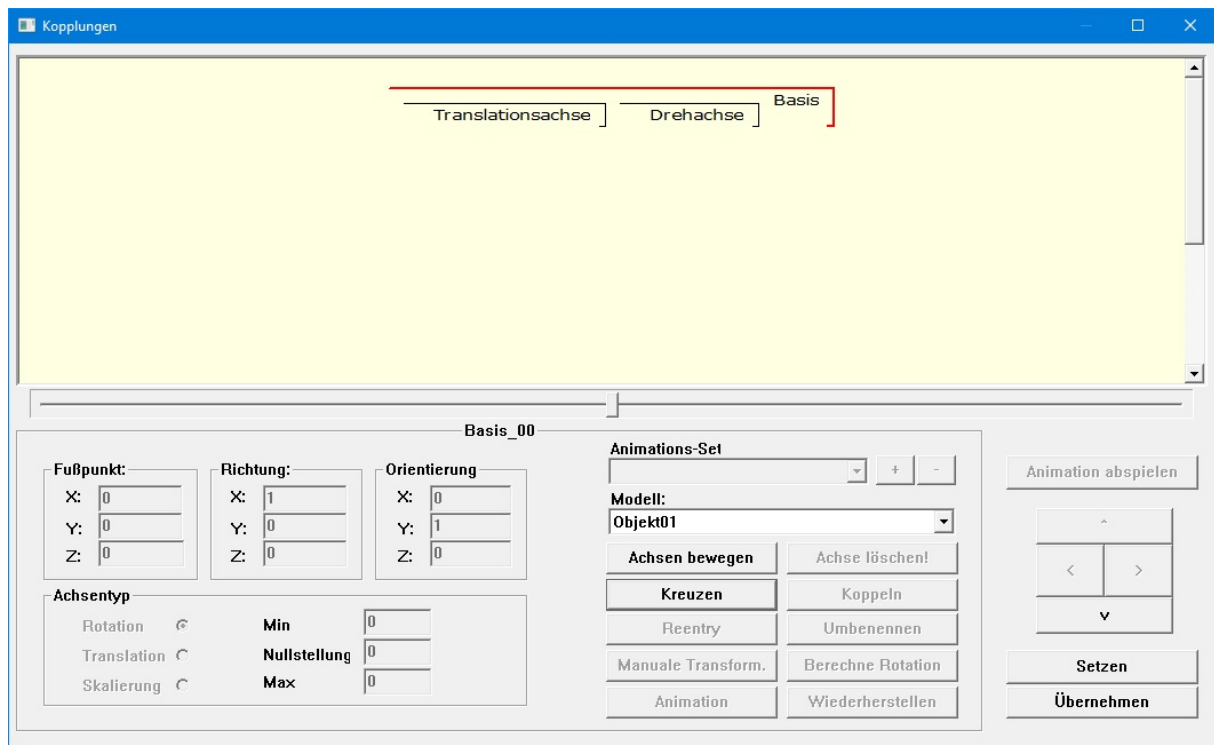 Kopplungen
Translationsachse
Drehachse
Basis
Basis_00
Fußpunkt:
X: 0
Y: 0
Z: 0
Richtung:
X: 1
Y: 0
Z: 0
Orientierung
X: 0
Y: 1
Z: 0
Achsentyp
Rotation
Translation
Skalierung
Min 0
Nullstellung 0
Max 0
Animations-Set
+ -
Modell:
Objekt01
Achsen bewegen Achse löschen!
Kreuzen Koppeln
Reentry Umbenennen
Manuale Transform. Berechne Rotation
Animation Wiederherstellen
Animation abspielen
^
< >
v
Setzen
Übernehmen